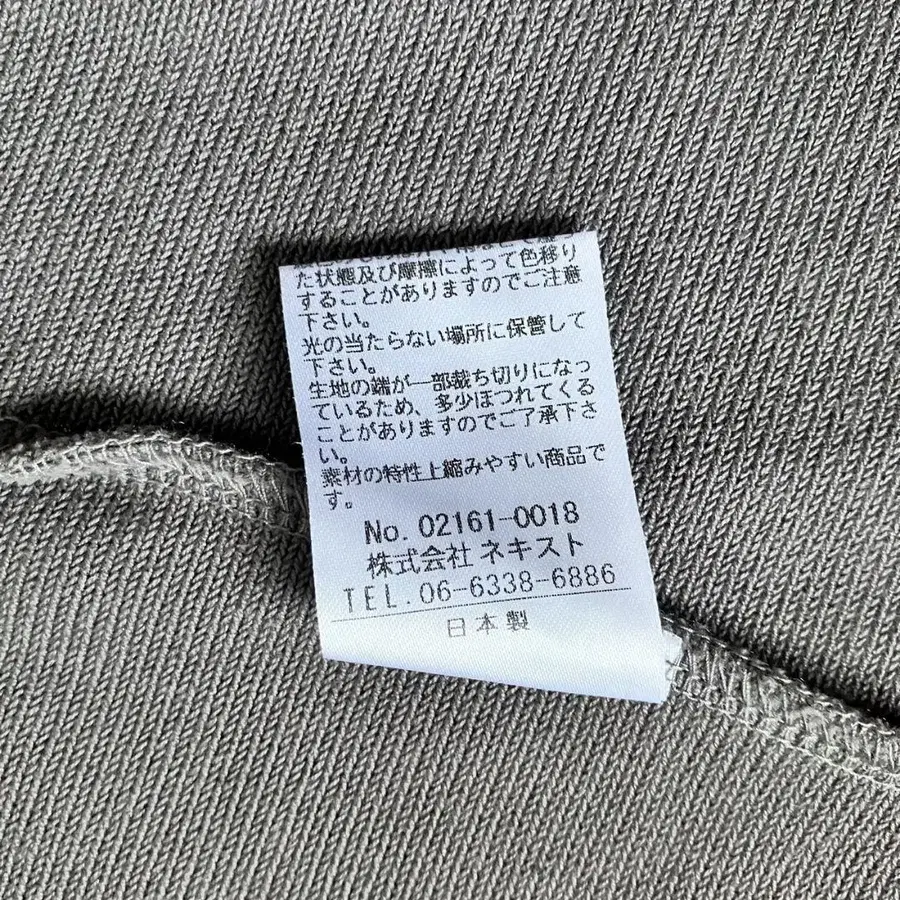 た状態及び摩擦によって色移り
することがありますのでご注意
下さい。
光の当たらない場所に保管して
下さい。
生地の端が一部裁ち切りになっ
ているため、多少ほつれてくる
ことがありますのでご了承下さ
い。
素材の特性上縮みやすい商品で
す。
No. 02161-0018
株式会社 ネキスト
TEL. 06-6338-6886
日本製